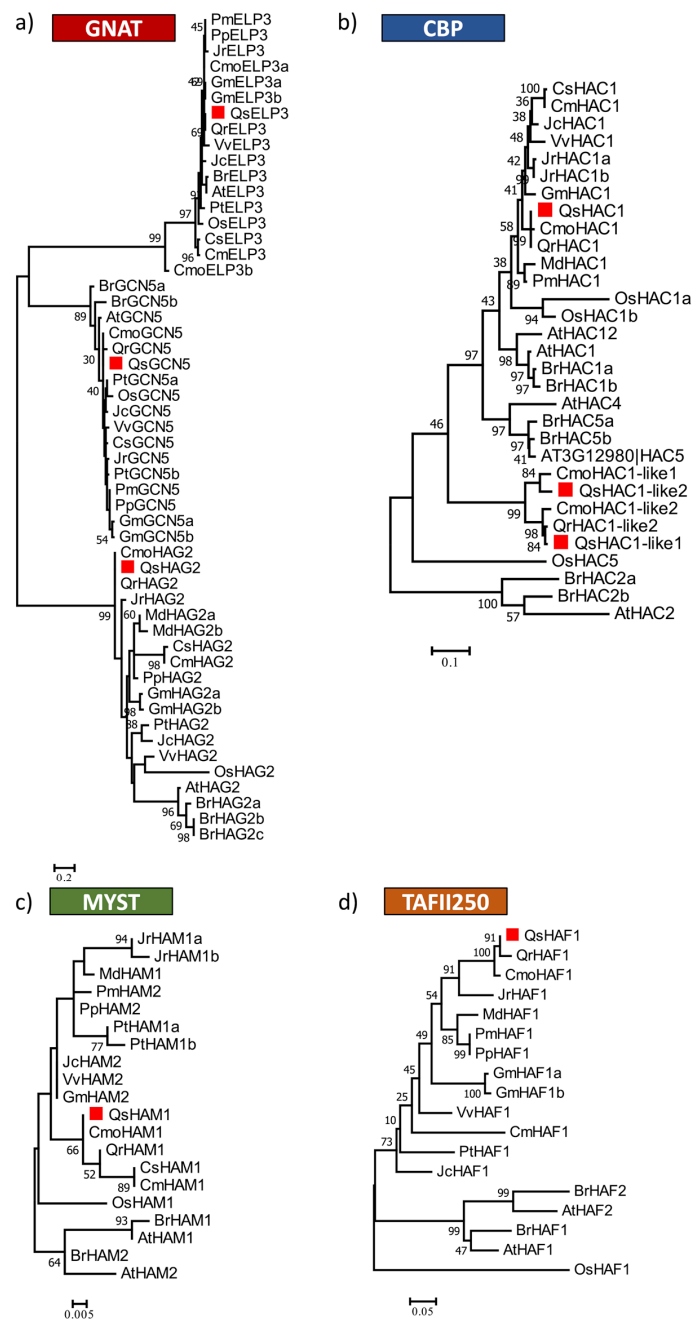 a)
GNAT
45
PmELP3
PpELP3
JrELP3
CmoELP3a
GmELP3a
GmELP3b
QsELP3
69
QrELP3
VvELP3
JcELP3
BrELP3
AtELP3
PtELP3
97
OsELP3
99
CsELP3
96
CmELP3
CmoELP3b
BrGCN5a
BrGCN5b
89
AtGCN5
CmoGCN5
QrGCN5
30
QsGCN5
PtGCN5a
40
OsGCN5
JcGCN5
VvGCN5
CsGCN5
JrGCN5
PtGCN5b
PmGCN5
PpGCN5
GmGCN5a
54
GmGCN5b
CmoHAG2
QsHAG2
QrHAG2
99
JrHAG2
60
MdHAG2a
MdHAG2b
CsHAG2
98
CmHAG2
PpHAG2
GmHAG2a
98
GmHAG2b
PtHAG2
JcHAG2
VvHAG2
OsHAG2
AtHAG2
96
BrHAG2a
69
BrHAG2b
98
BrHAG2c
0.2
b)
CBP
100
CsHAC1
36
CmHAC1
38
JcHAC1
48
VvHAC1
42
JrHAC1a
99
JrHAC1b
41
GmHAC1
QsHAC1
58
CmoHAC1
99
QrHAC1
38
MdHAC1
89
PmHAC1
43
OsHAC1a
94
OsHAC1b
AtHAC12
97
98
AtHAC1
97
BrHAC1a
97
BrHAC1b
AtHAC4
46
97
BrHAC5a
97
BrHAC5b
41
AT3G12980|HAC5
84
CmoHAC1-like1
QsHAC1-like2
99
CmoHAC1-like2
98
QrHAC1-like2
84
QsHAC1-like1
OsHAC5
BrHAC2a
100
BrHAC2b
57
AtHAC2
0.1
c)
MYST
94
JrHAM1a
JrHAM1b
MdHAM1
PmHAM2
PpHAM2
PtHAM1a
77
PtHAM1b
JcHAM2
VvHAM2
GmHAM2
QsHAM1
CmoHAM1
66
QrHAM1
52
CsHAM1
89
CmHAM1
OsHAM1
93
BrHAM1
AtHAM1
64
BrHAM2
AtHAM2
0.005
d)
TAFII250
91
QsHAF1
100
QrHAF1
91
CmoHAF1
54
JrHAF1
MdHAF1
49
85
PmHAF1
99
PpHAF1
45
GmHAF1a
100
GmHAF1b
25
VvHAF1
10
CmHAF1
73
PtHAF1
JcHAF1
99
BrHAF2
AtHAF2
99
BrHAF1
47
AtHAF1
OsHAF1
0.05